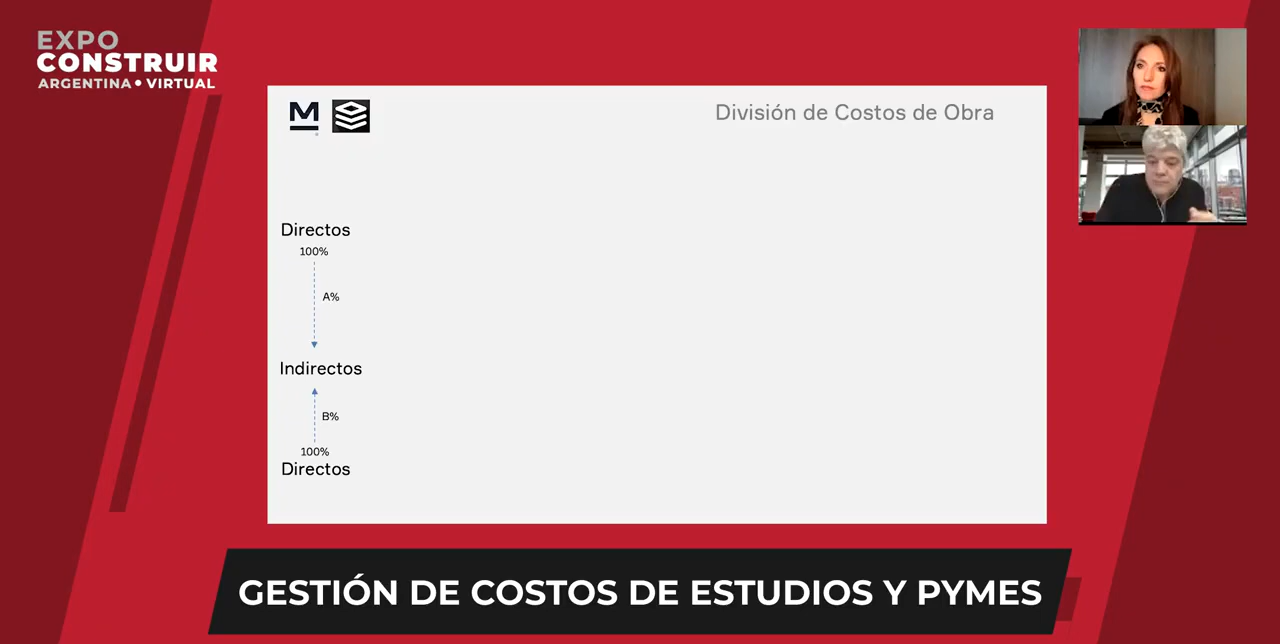 EXPO
CONSTRUIR
ARGENTINA • VIRTUAL
M
División de Costos de Obra
Directos
100%
A%
Indirectos
B%
100%
Directos
GESTIÓN DE COSTOS DE ESTUDIOS Y PYMES